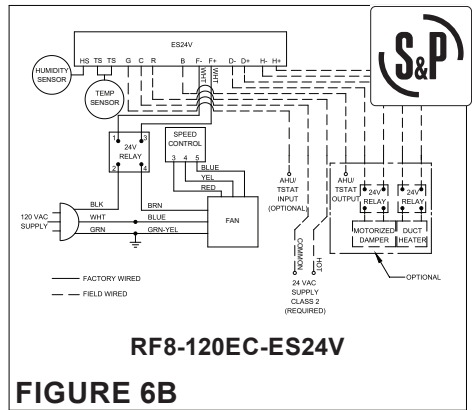 ES24V
HS TS TS G C R B F- F+ D- D+ H- H+
WHT WHT
S&P
HUMIDITY
SENSOR
TEMP
SENSOR
1 3
24V
RELAY
2 4
SPEED
CONTROL
3 4 5
BLUE
YEL
RED
AHU/
TSTAT
INPUT
(OPTIONAL)
AHU/
TSTAT
OUTPUT
24V
RELAY
24V
RELAY
MOTORIZED
DAMPER
DUCT
HEATER
OPTIONAL
120 VAC
SUPPLY
BLK BRN
WHT BLUE
GRN GRN-YEL
FAN
COMMON
HOT
24 VAC
SUPPLY
CLASS 2
(REQUIRED)
FACTORY WIRED
FIELD WIRED
RF8-120EC-ES24V
FIGURE 6B